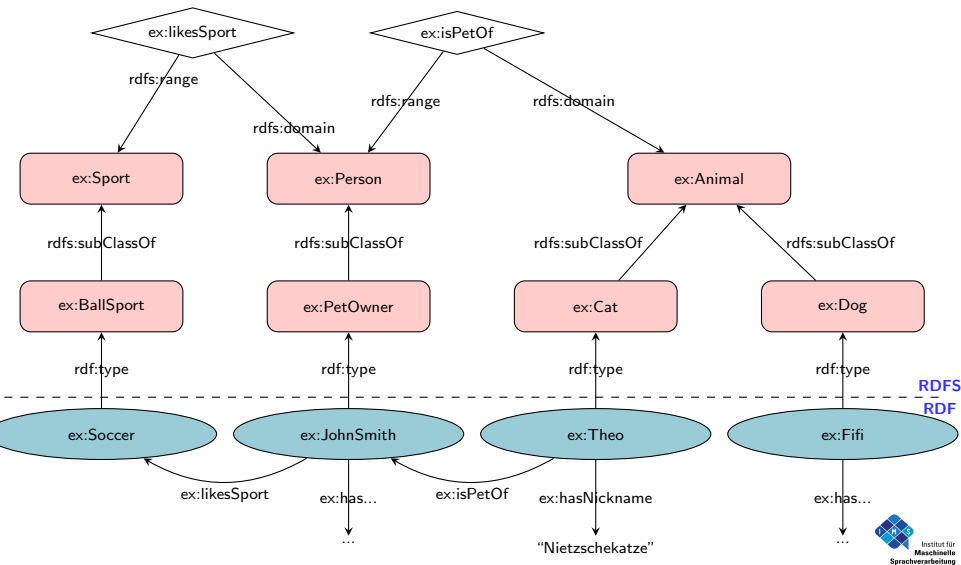 ex:likesSport
ex:isPetOf
rdfs:range
rdfs:domain
rdfs:range
rdfs:domain
ex:Sport
ex:Person
ex:Animal
rdfs:subClassOf
rdfs:subClassOf
rdfs:subClassOf
rdfs:subClassOf
ex:BallSport
ex:PetOwner
ex:Cat
ex:Dog
rdf:type
rdf:type
rdf:type
rdf:type
RDFS
RDF
ex:Soccer
ex:JohnSmith
ex:Theo
ex:Fifi
ex:likesSport
ex:has...
ex:isPetOf
ex:hasNickname
ex:has...
...
“Nietzschekatze”
...
I M S
Institut für
Maschinelle
Sprachverarbeitung